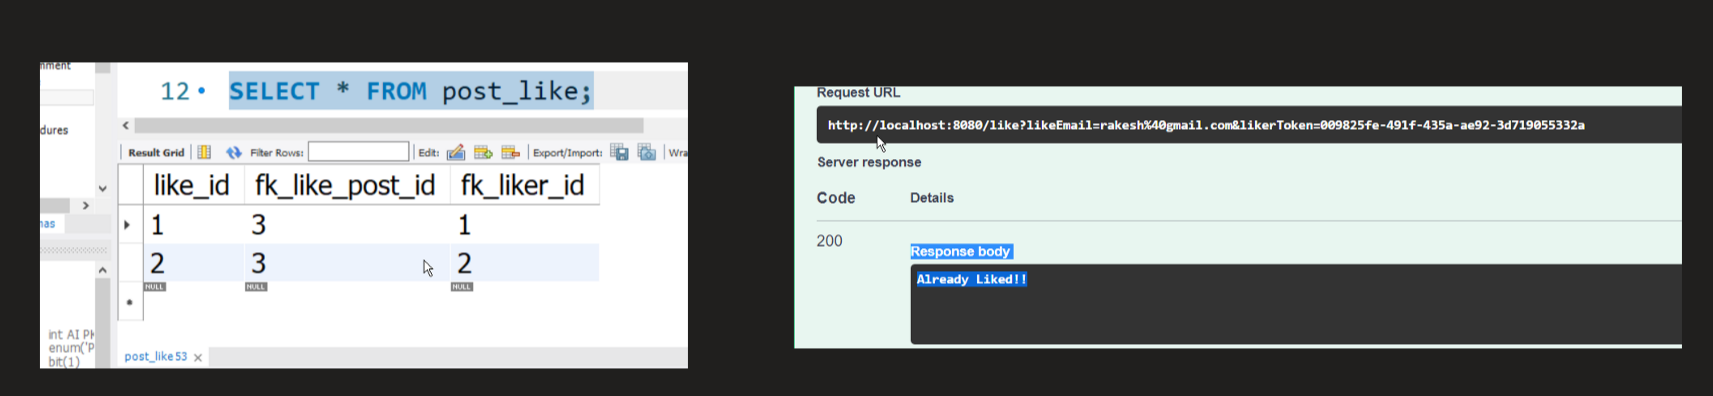 nment
12 SELECT * FROM post_like;
dures
Result Grid Filter Rows: Edit: Export/Import: Wra
like_id fk_like_post_id fk_liker_id
1 3 1
2 3 2
NULL NULL NULL
nas
int AI PK
enum('P
bit(1)
post_like 53
Request URL
http://localhost:8080/like?likeEmail=rakesh%40gmail.com&likerToken=009825fe-491f-435a-ae92-3d719055332a
Server response
Code Details
200
Response body
Already Liked!!